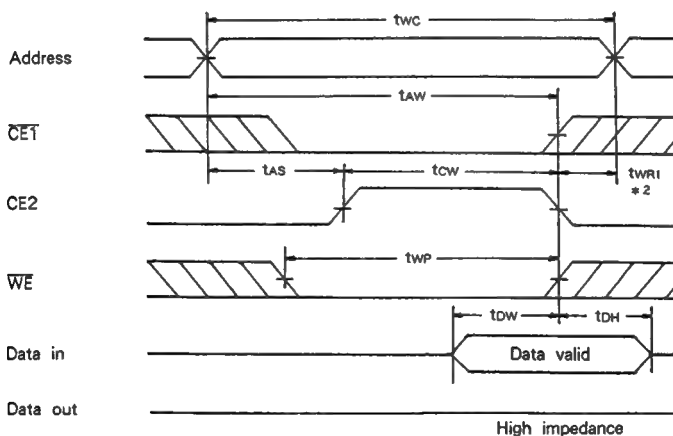 tWC
Address
tAW
CE1
tAS
tCW
tWR1
*2
CE2
tWP
WE
tDW
tDH
Data in
Data valid
Data out
High impedance